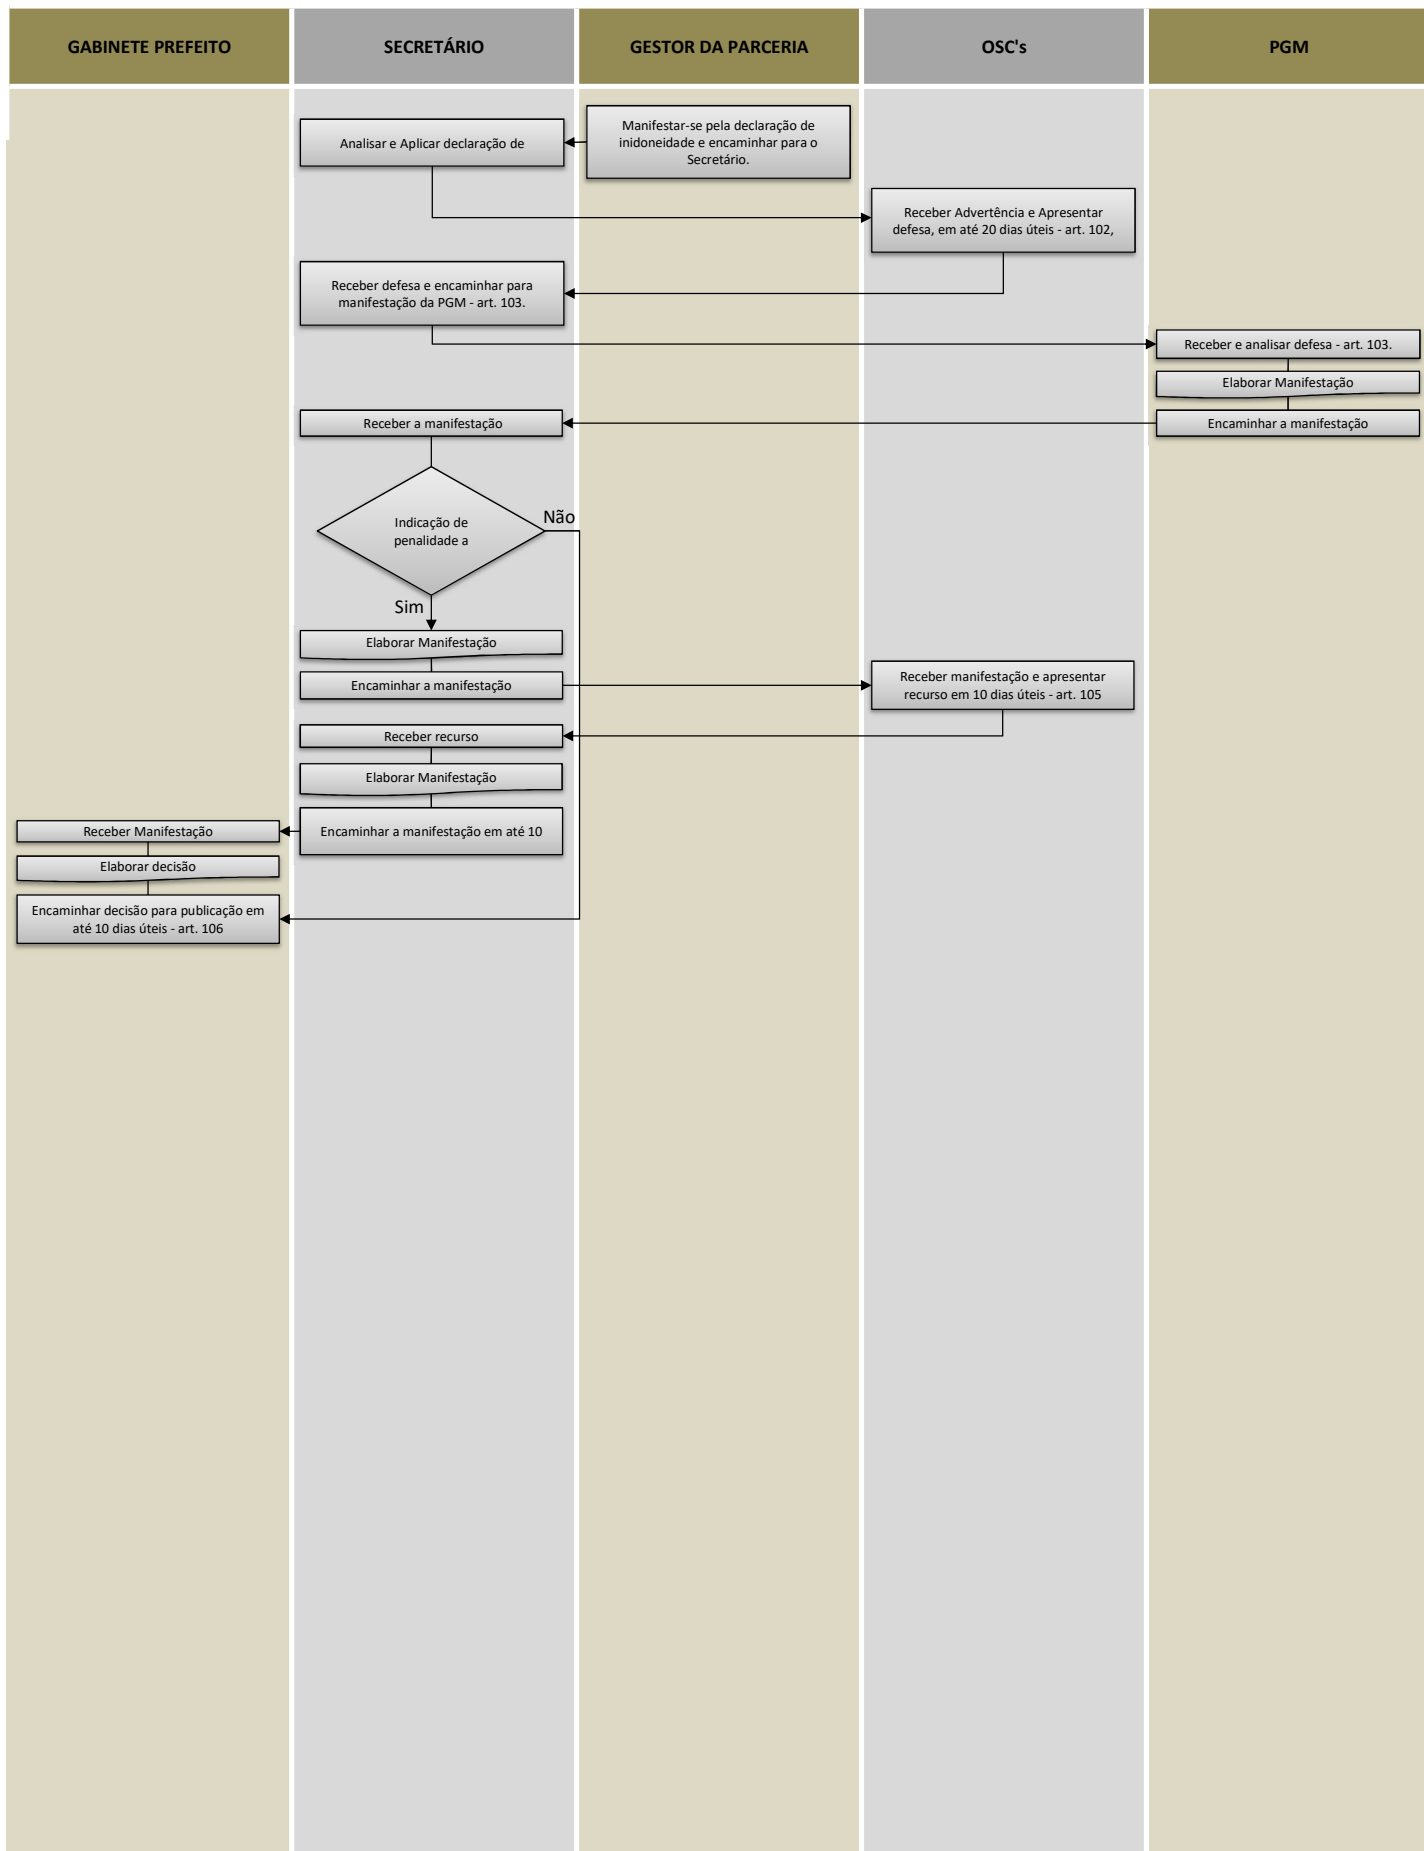 GABINETE PREFEITO
SECRETÁRIO
GESTOR DA PARCERIA
OSC's
PGM
Manifestar-se pela declaração de
inidoneidade e encaminhar para o
Secretário.
Analisar e Aplicar declaração de
Receber Advertência e Apresentar
defesa, em até 20 dias úteis - art. 102,
Receber defesa e encaminhar para
manifestação da PGM - art. 103.
Receber e analisar defesa - art. 103.
Elaborar Manifestação
Encaminhar a manifestação
Receber a manifestação
Indicação de
penalidade a
Não
Sim
Elaborar Manifestação
Encaminhar a manifestação
Receber manifestação e apresentar
recurso em 10 dias úteis - art. 105
Receber recurso
Elaborar Manifestação
Encaminhar a manifestação em até 10
Receber Manifestação
Elaborar decisão
Encaminhar decisão para publicação em
até 10 dias úteis - art. 106